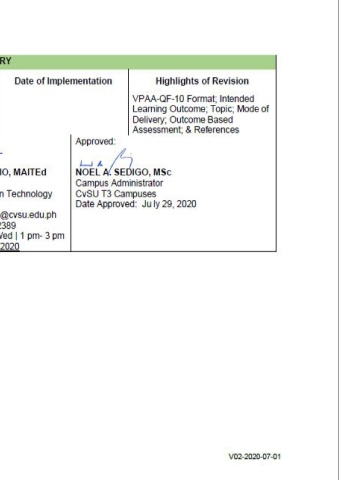 RY
Date of Implementation
Highlights of Revision
VPAA-QF-10 Format; Intended
Learning Outcome; Topic; Mode of
Delivery; Outcome Based
Assessment; & References
Approved:
IO, MAITEd
NOEL A. SEDIGO, MSc
Campus Administrator
n Technology
CvSU T3 Campuses
Date Approved: July 29, 2020
@cvsu.edu.ph
2389
Wed | 1 pm- 3 pm
2020
V02-2020-07-01